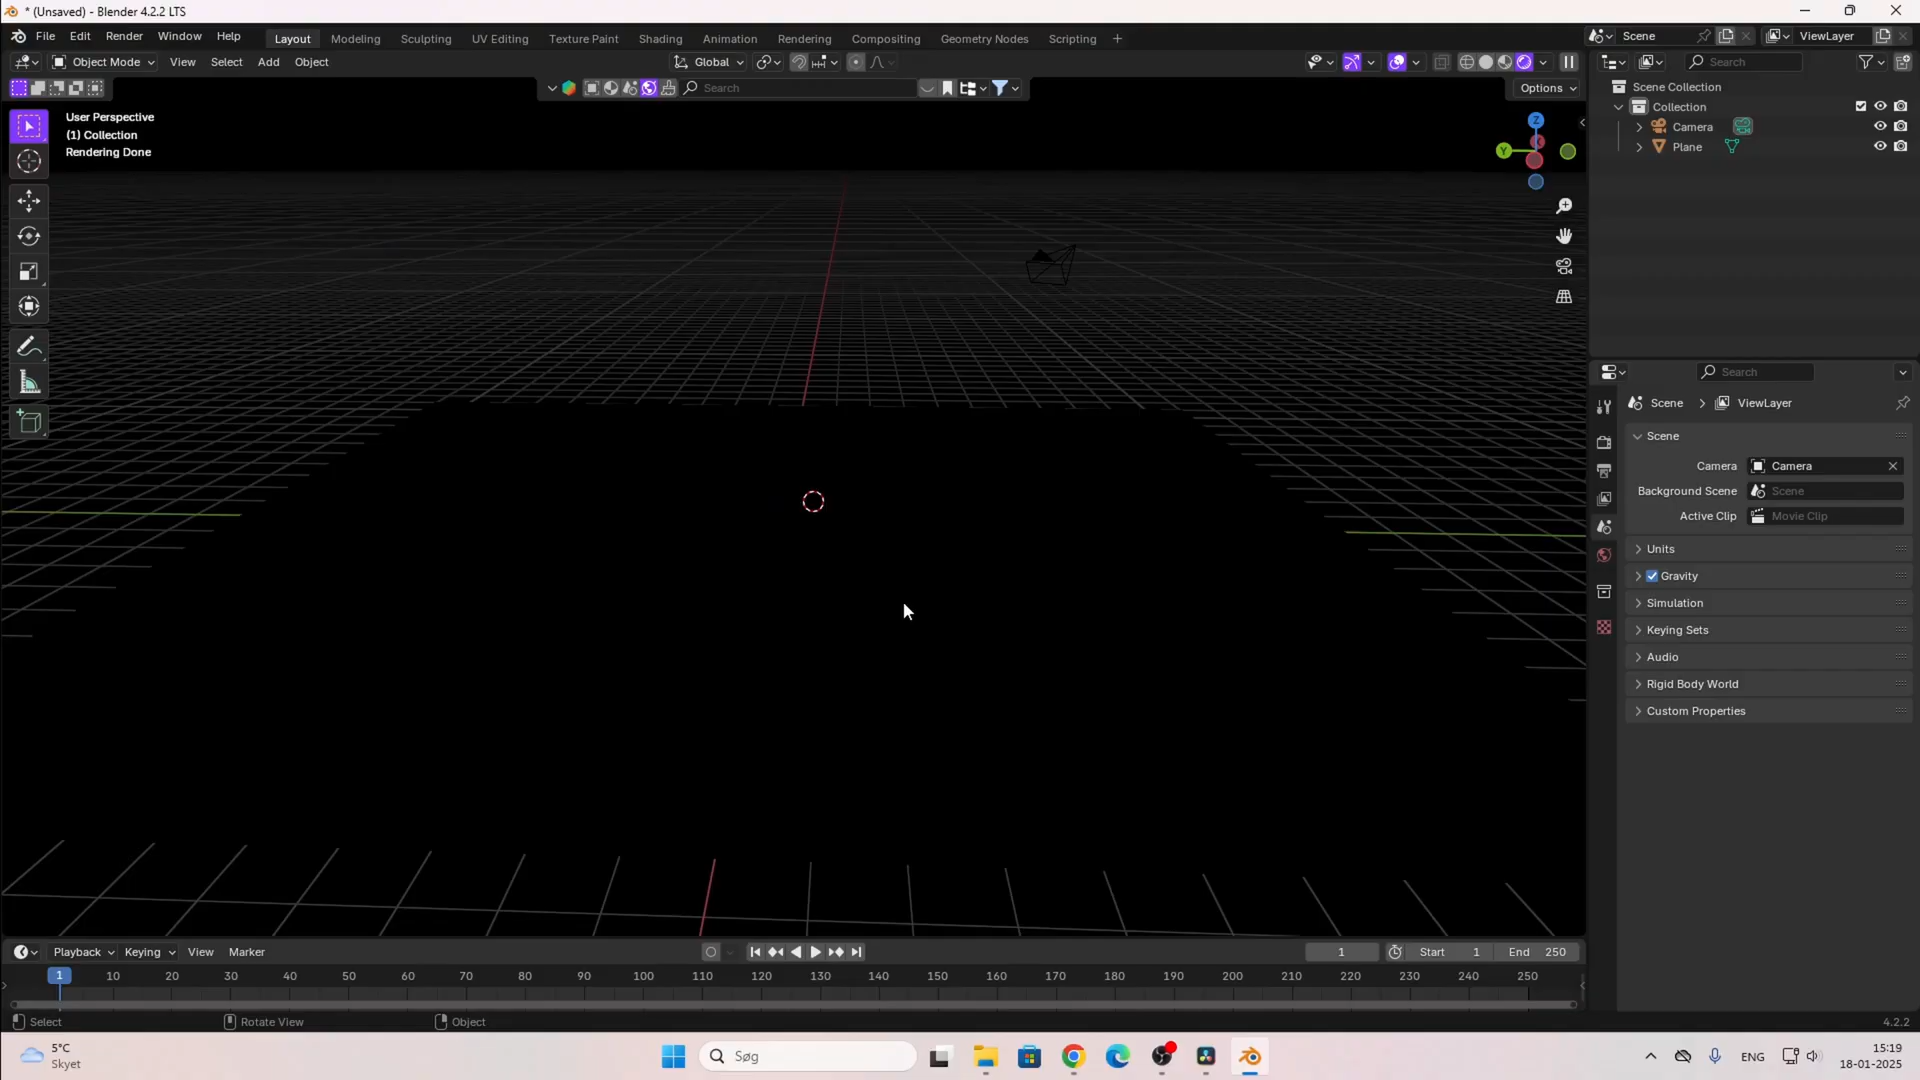 * (Unsaved) - Blender 4.2.2 LTS
File Edit Render Window Help
Layout Modeling Sculpting UV Editing Texture Paint Shading Animation Rendering Compositing Geometry Nodes Scripting +
Scene
ViewLayer
Object Mode View Select Add Object
Global
Search
Search
Options
User Perspective
(1) Collection
Rendering Done
Z
Y
X
Scene Collection
Collection
Camera
Plane
Search
Scene > ViewLayer
Scene
Camera Camera
Background Scene Scene
Active Clip Movie Clip
Units
Gravity
Simulation
Keying Sets
Audio
Rigid Body World
Custom Properties
Playback Keying View Marker
1 Start 1 End 250
1 10 20 30 40 50 60 70 80 90 100 110 120 130 140 150 160 170 180 190 200 210 220 230 240 250
Select Rotate View Object
4.2.2
5°C
Skyet
Søg
ENG
15:19
18-01-2025